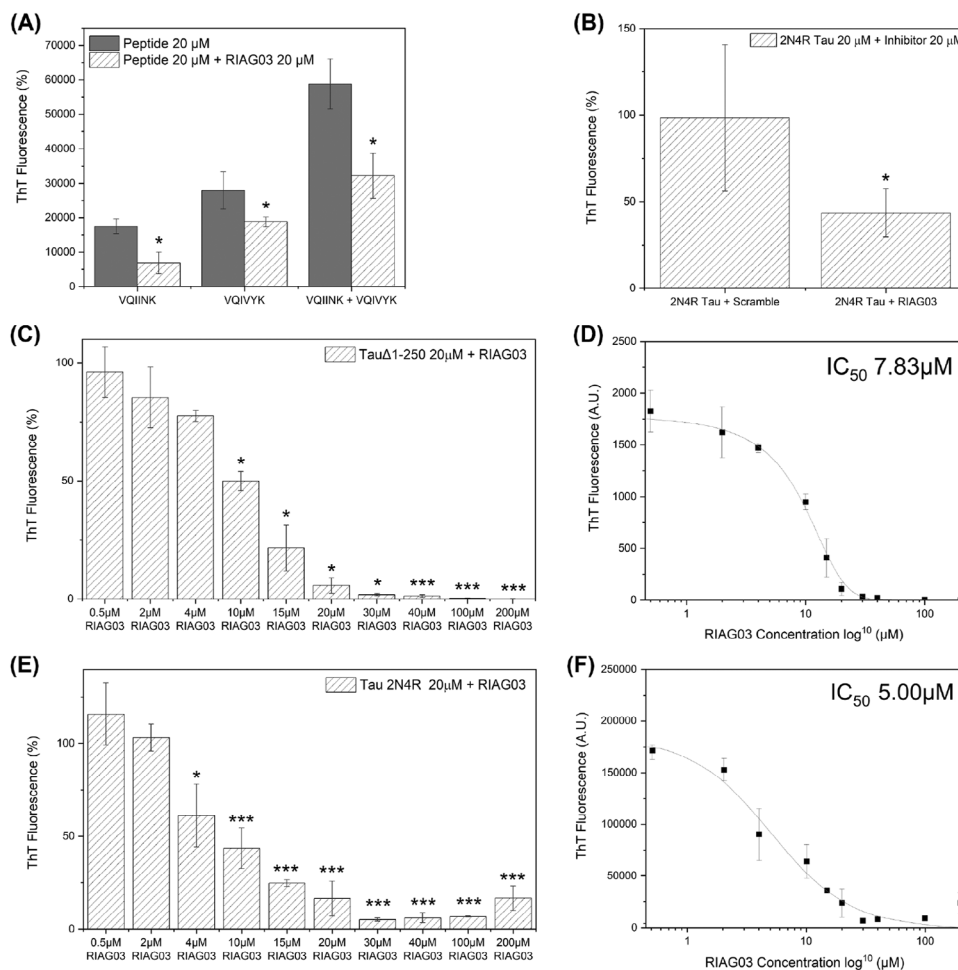 (A)
ThT Fluorescence (%)
70000
60000
50000
40000
30000
20000
10000
0
Peptide 20 µM
Peptide 20 µM + RIAG03 20 µM
*
*
*
VQIINK
VQIVYK
VQIINK + VQIVYK
(B)
ThT Fluorescence (%)
150
100
50
0
2N4R Tau 20 µM + Inhibitor 20 µM
*
2N4R Tau + Scramble
2N4R Tau + RIAG03
(C)
ThT Fluorescence (%)
100
50
0
TauΔ1-250 20µM + RIAG03
* * * * *** *** ***
0.5µM 2µM 4µM 10µM 15µM 20µM 30µM 40µM 100µM 200µM
RIAG03 RIAG03 RIAG03 RIAG03 RIAG03 RIAG03 RIAG03 RIAG03 RIAG03 RIAG03
(D)
IC50 7.83µM
ThT Fluorescence (A.U.)
2500
2000
1500
1000
500
0
1 10 100
RIAG03 Concentration log10 (µM)
(E)
ThT Fluorescence (%)
100
50
0
Tau 2N4R 20µM + RIAG03
* *** *** *** *** *** *** ***
0.5µM 2µM 4µM 10µM 15µM 20µM 30µM 40µM 100µM 200µM
RIAG03 RIAG03 RIAG03 RIAG03 RIAG03 RIAG03 RIAG03 RIAG03 RIAG03 RIAG03
(F)
IC50 5.00µM
ThT Fluorescence (A.U.)
250000
200000
150000
100000
50000
0
1 10 100
RIAG03 Concentration log10 (µM)